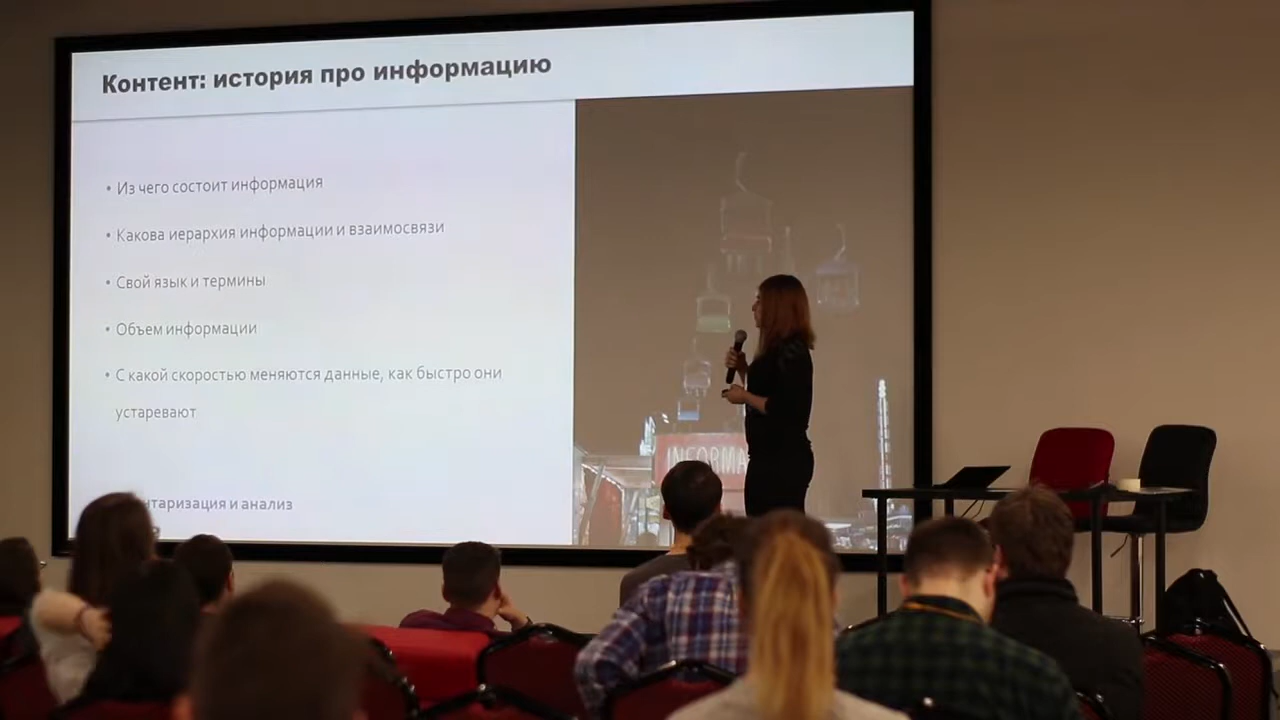 Контент: история про информацию
• Из чего состоит информация
• Какова иерархия информации и взаимосвязи
• Свой язык и термины
• Объем информации
• С какой скоростью меняются данные, как быстро они
устаревают
и анализ
INFORMA